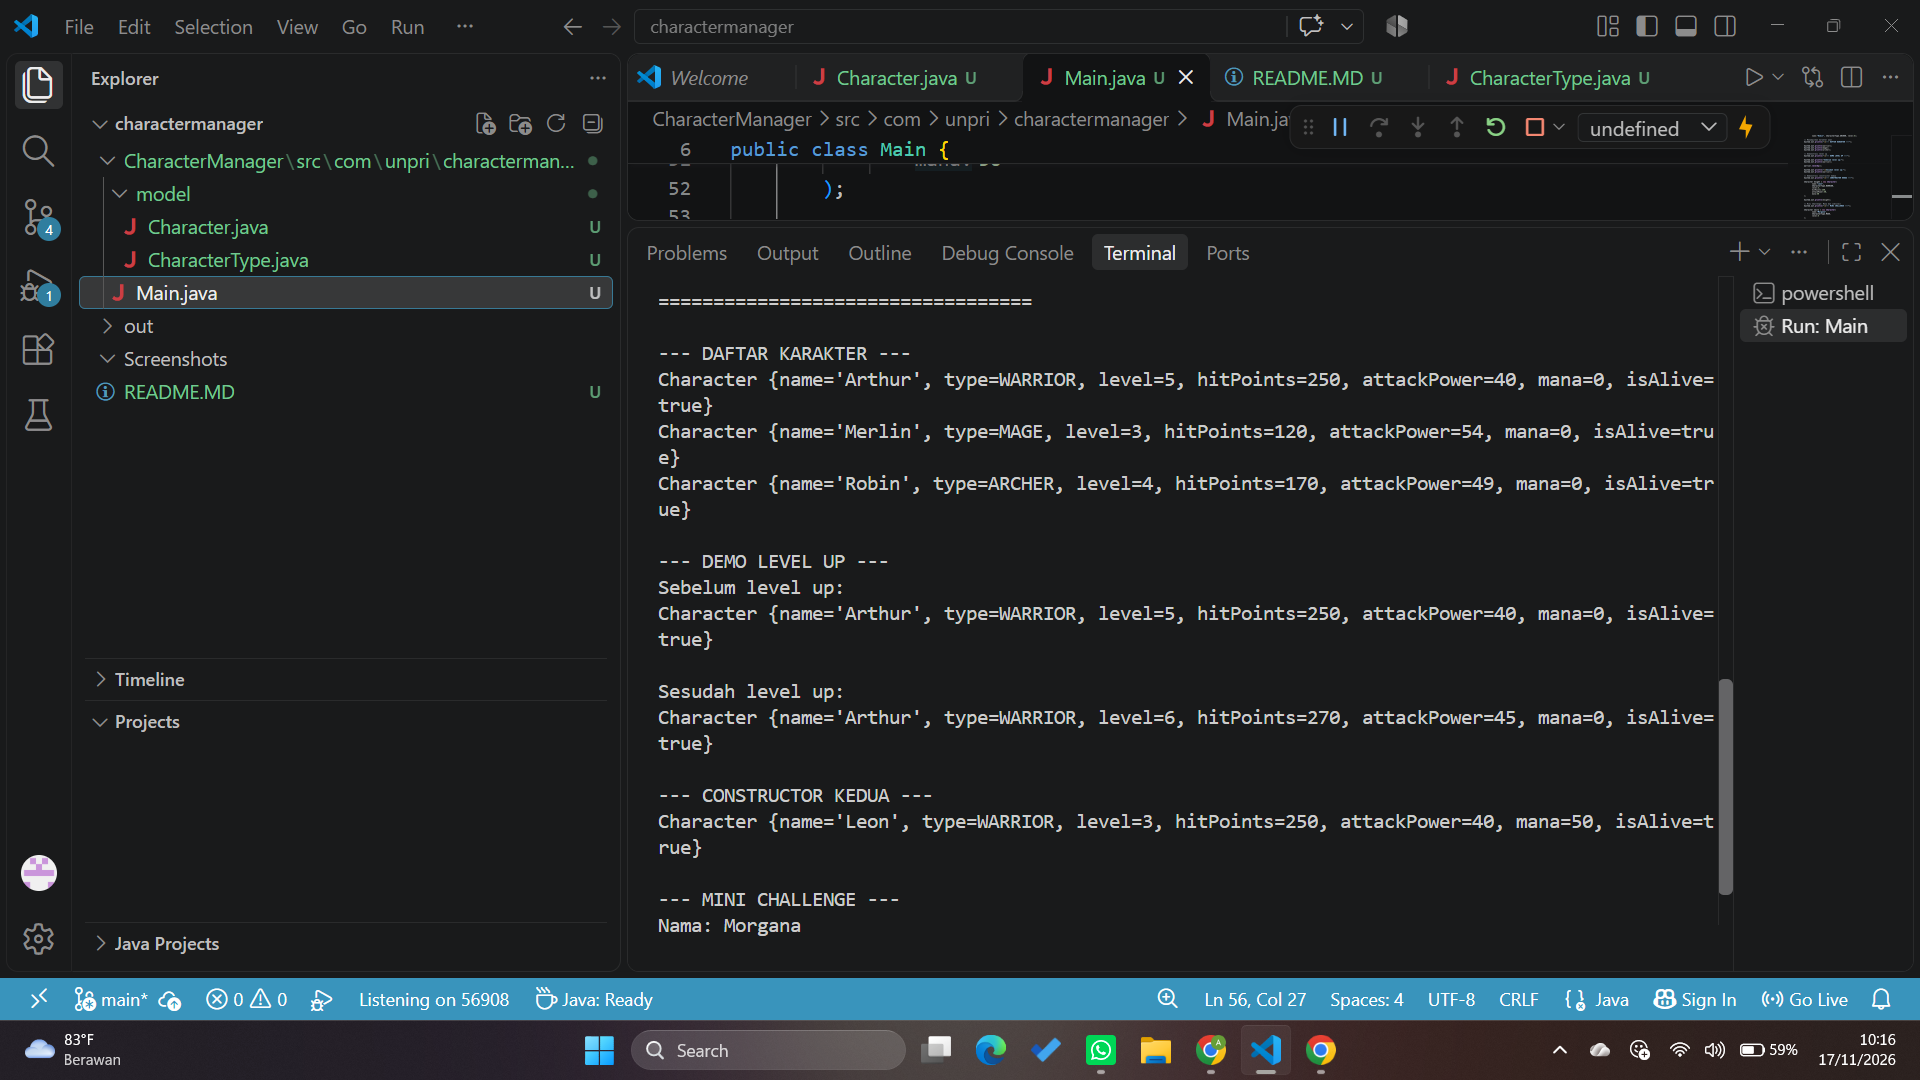 File Edit Selection View Go Run ···
charactermanager
Explorer
charactermanager
CharacterManager\src\com\unpri\characterman...
model
Character.java U
CharacterType.java U
Main.java U
out
Screenshots
README.MD U
Timeline
Projects
Java Projects
4
1
Welcome Character.java U Main.java U README.MD U CharacterType.java U
CharacterManager > src > com > unpri > charactermanager >
undefined
6 public class Main {
52 );
53
Problems Output Outline Debug Console Terminal Ports
powershell
Run: Main
==================================
--- DAFTAR KARAKTER ---
Character {name='Arthur', type=WARRIOR, level=5, hitPoints=250, attackPower=40, mana=0, isAlive=
true}
Character {name='Merlin', type=MAGE, level=3, hitPoints=120, attackPower=54, mana=0, isAlive=tru
e}
Character {name='Robin', type=ARCHER, level=4, hitPoints=170, attackPower=49, mana=0, isAlive=tr
ue}
--- DEMO LEVEL UP ---
Sebelum level up:
Character {name='Arthur', type=WARRIOR, level=5, hitPoints=250, attackPower=40, mana=0, isAlive=
true}
Sesudah level up:
Character {name='Arthur', type=WARRIOR, level=6, hitPoints=270, attackPower=45, mana=0, isAlive=
true}
--- CONSTRUCTOR KEDUA ---
Character {name='Leon', type=WARRIOR, level=3, hitPoints=250, attackPower=40, mana=50, isAlive=t
rue}
--- MINI CHALLENGE ---
Nama: Morgana
main* 0 0 Listening on 56908 Java: Ready Ln 56, Col 27 Spaces: 4 UTF-8 CRLF Java Sign In Go Live
83°F
Berawan
Search
59%
10:16
17/11/2026